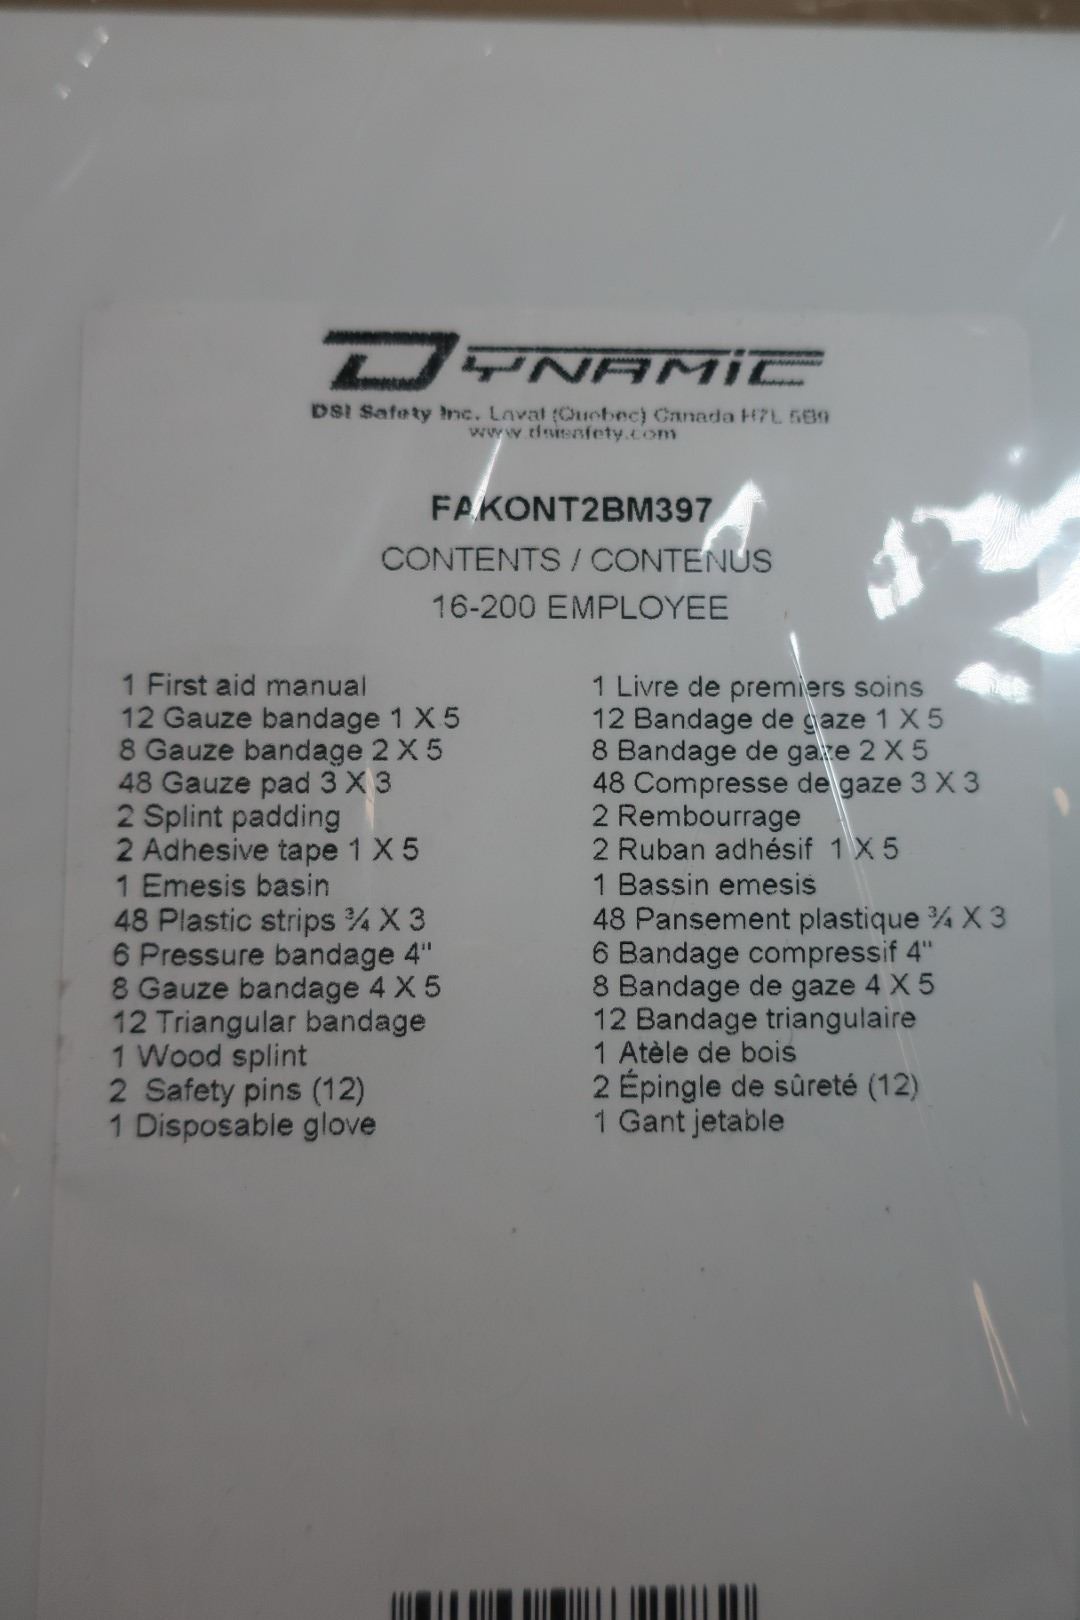 DYNAMIC
DSI Safety Inc. Laval (Quebec) Canada H7L 5B9
www.dsisafety.com
FAKONT2BM397
CONTENTS / CONTENUS
16-200 EMPLOYEE
1 First aid manual
12 Gauze bandage 1 X 5
8 Gauze bandage 2 X 5
48 Gauze pad 3 X 3
2 Splint padding
2 Adhesive tape 1 X 5
1 Emesis basin
48 Plastic strips ¾ X 3
6 Pressure bandage 4"
8 Gauze bandage 4 X 5
12 Triangular bandage
1 Wood splint
2 Safety pins (12)
1 Disposable glove
1 Livre de premiers soins
12 Bandage de gaze 1 X 5
8 Bandage de gaze 2 X 5
48 Compresse de gaze 3 X 3
2 Rembourrage
2 Ruban adhésif 1 X 5
1 Bassin emesis
48 Pansement plastique ¾ X 3
6 Bandage compressif 4"
8 Bandage de gaze 4 X 5
12 Bandage triangulaire
1 Atèle de bois
2 Épingle de sûreté (12)
1 Gant jetable